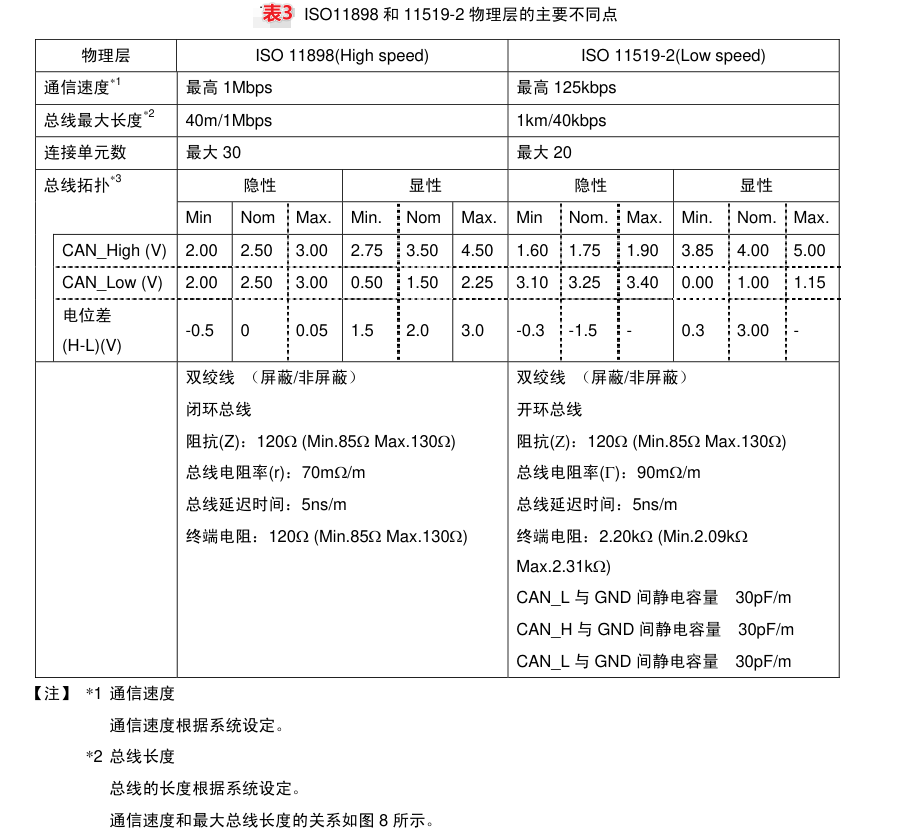 表3 ISO11898 和 11519-2 物理层的主要不同点
物理层 ISO 11898(High speed) ISO 11519-2(Low speed)
通信速度*1 最高 1Mbps 最高 125kbps
总线最大长度*2 40m/1Mbps 1km/40kbps
连接单元数 最大 30 最大 20
总线拓扑*3 隐性 显性 隐性 显性
Min Nom Max. Min. Nom Max. Min Nom. Max. Min. Nom. Max.
CAN_High (V) 2.00 2.50 3.00 2.75 3.50 4.50 1.60 1.75 1.90 3.85 4.00 5.00
CAN_Low (V) 2.00 2.50 3.00 0.50 1.50 2.25 3.10 3.25 3.40 0.00 1.00 1.15
电位差
(H-L)(V) -0.5 0 0.05 1.5 2.0 3.0 -0.3 -1.5 - 0.3 3.00 -
双绞线 （屏蔽/非屏蔽）
闭环总线
阻抗(Z)：120Ω (Min.85Ω Max.130Ω)
总线电阻率(r)：70mΩ/m
总线延迟时间：5ns/m
终端电阻：120Ω (Min.85Ω Max.130Ω)
双绞线 （屏蔽/非屏蔽）
开环总线
阻抗(Z)：120Ω (Min.85Ω Max.130Ω)
总线电阻率(Γ)：90mΩ/m
总线延迟时间：5ns/m
终端电阻：2.20kΩ (Min.2.09kΩ
Max.2.31kΩ)
CAN_L 与 GND 间静电容量 30pF/m
CAN_H 与 GND 间静电容量 30pF/m
CAN_L 与 GND 间静电容量 30pF/m
【注】 *1 通信速度
通信速度根据系统设定。
*2 总线长度
总线的长度根据系统设定。
通信速度和最大总线长度的关系如图 8 所示。